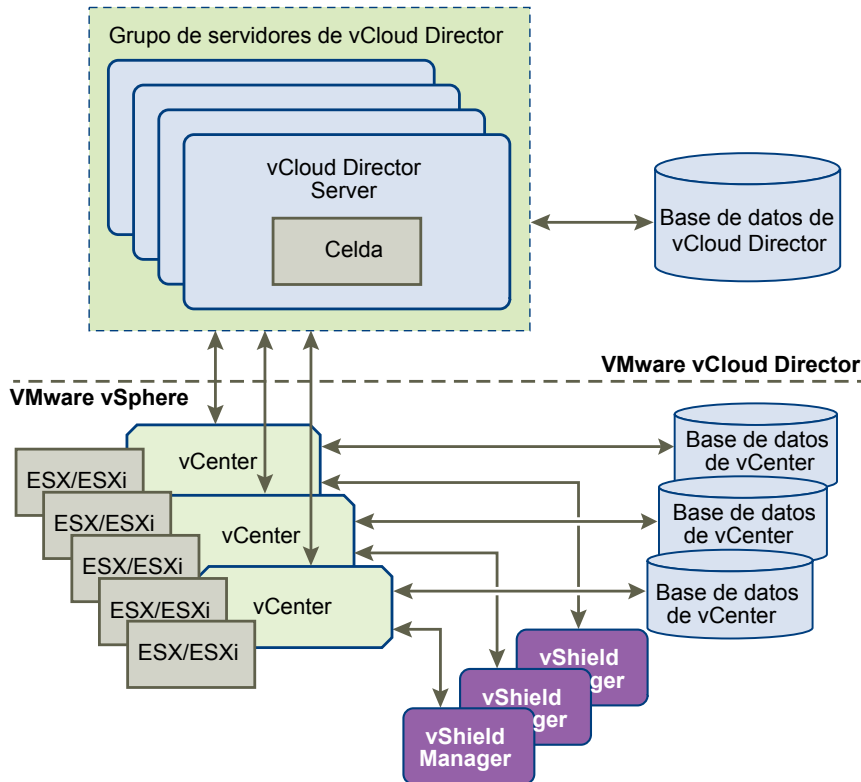 Grupo de servidores de vCloud Director
vCloud Director
Server
Celda
Base de datos de
vCloud Director
VMware vCloud Director
VMware vSphere
vCenter
ESX/ESXi
vCenter
ESX/ESXi
vCenter
ESX/ESXi
ESX/ESXi
ESX/ESXi
Base de datos
de vCenter
Base de datos
de vCenter
Base de datos
de vCenter
vShield
ger
vShield
ger
vShield
Manager